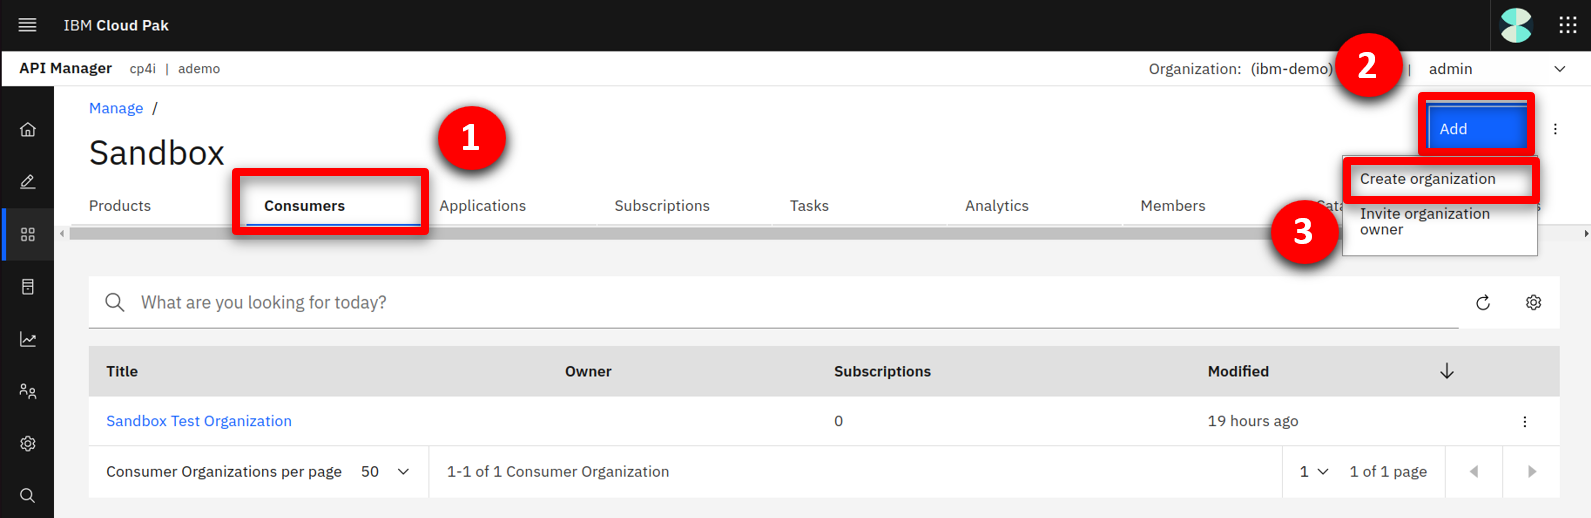 IBM Cloud Pak
API Manager cp4i | ademo Organization: (ibm-demo) | admin
2
Manage /
1
Add
Sandbox
Create organization
Products Consumers Applications Subscriptions Tasks Analytics Members
Invite organization
owner
3
What are you looking for today?
Title Owner Subscriptions Modified
Sandbox Test Organization 0 19 hours ago
Consumer Organizations per page 50 1-1 of 1 Consumer Organization 1 1 of 1 page